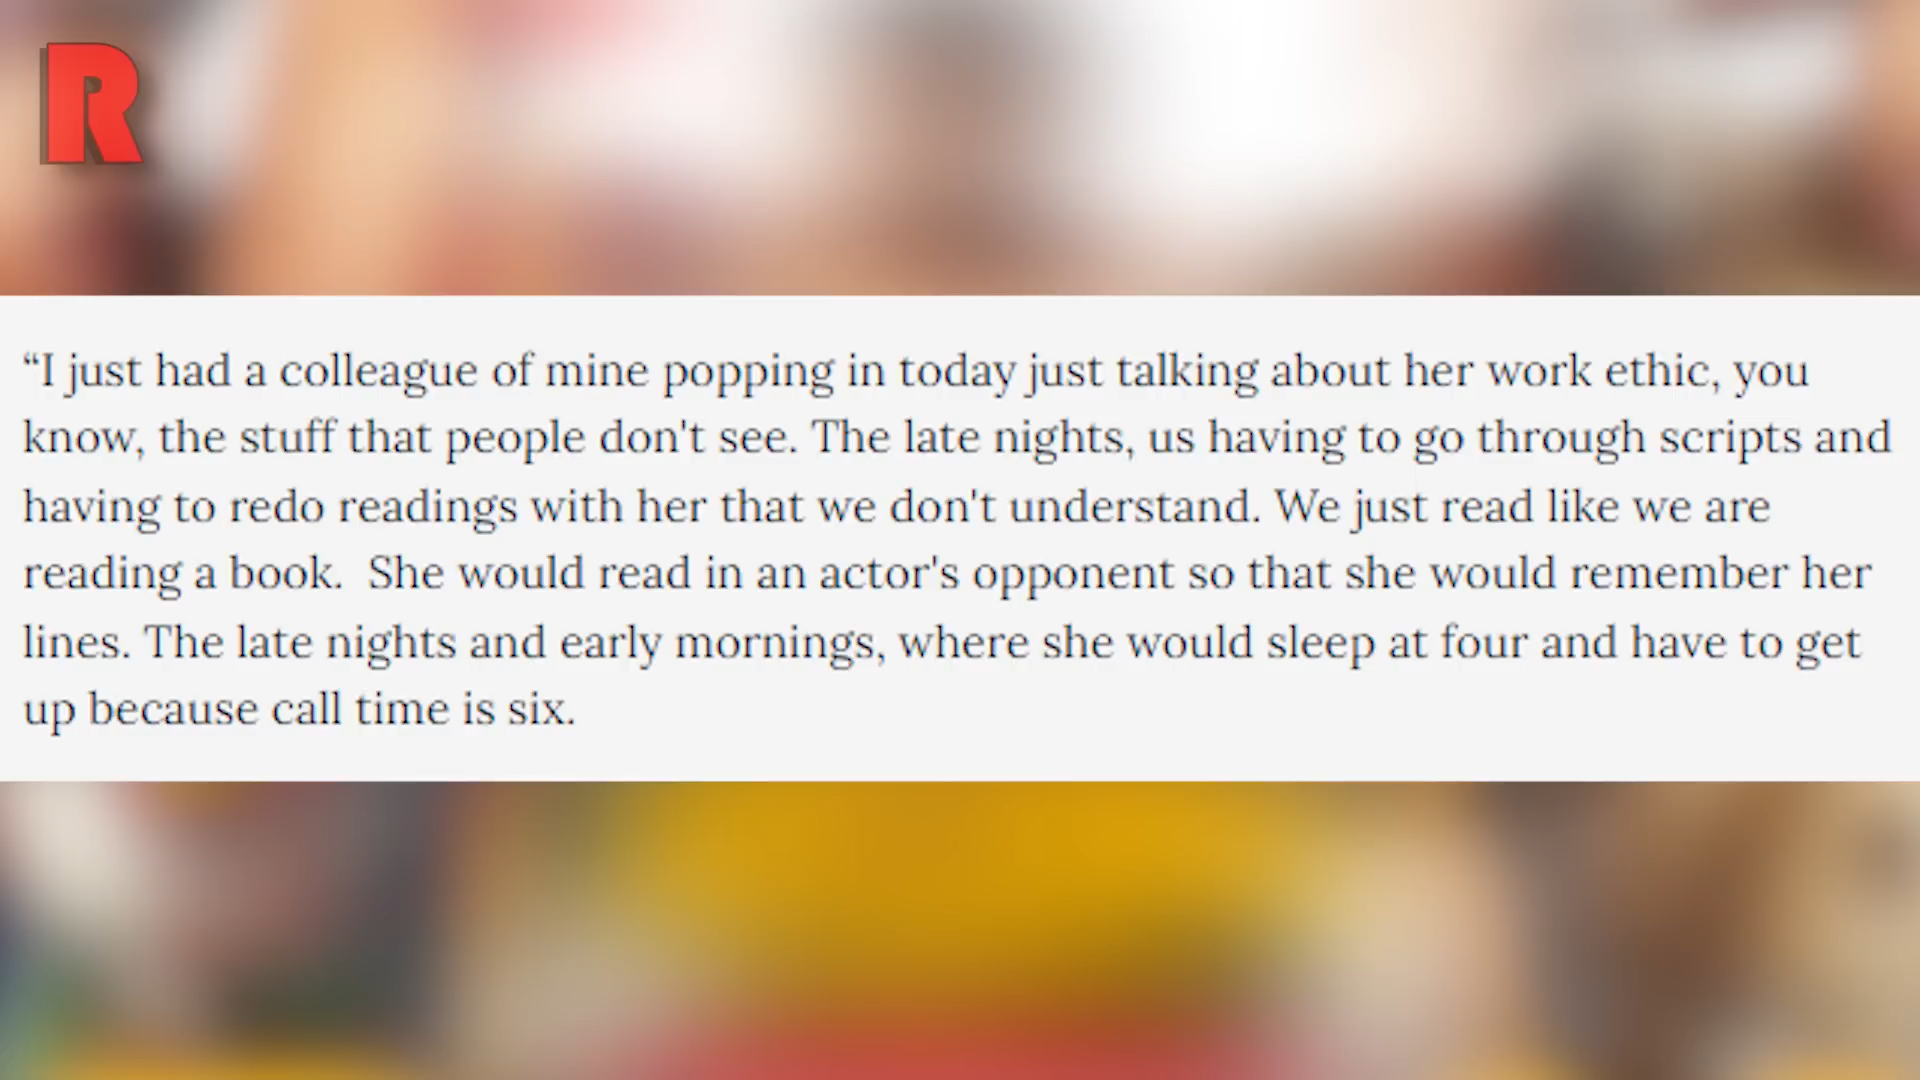 R
“I just had a colleague of mine popping in today just talking about her work ethic, you
know, the stuff that people don't see. The late nights, us having to go through scripts and
having to redo readings with her that we don't understand. We just read like we are
reading a book.  She would read in an actor's opponent so that she would remember her
lines. The late nights and early mornings, where she would sleep at four and have to get
up because call time is six.